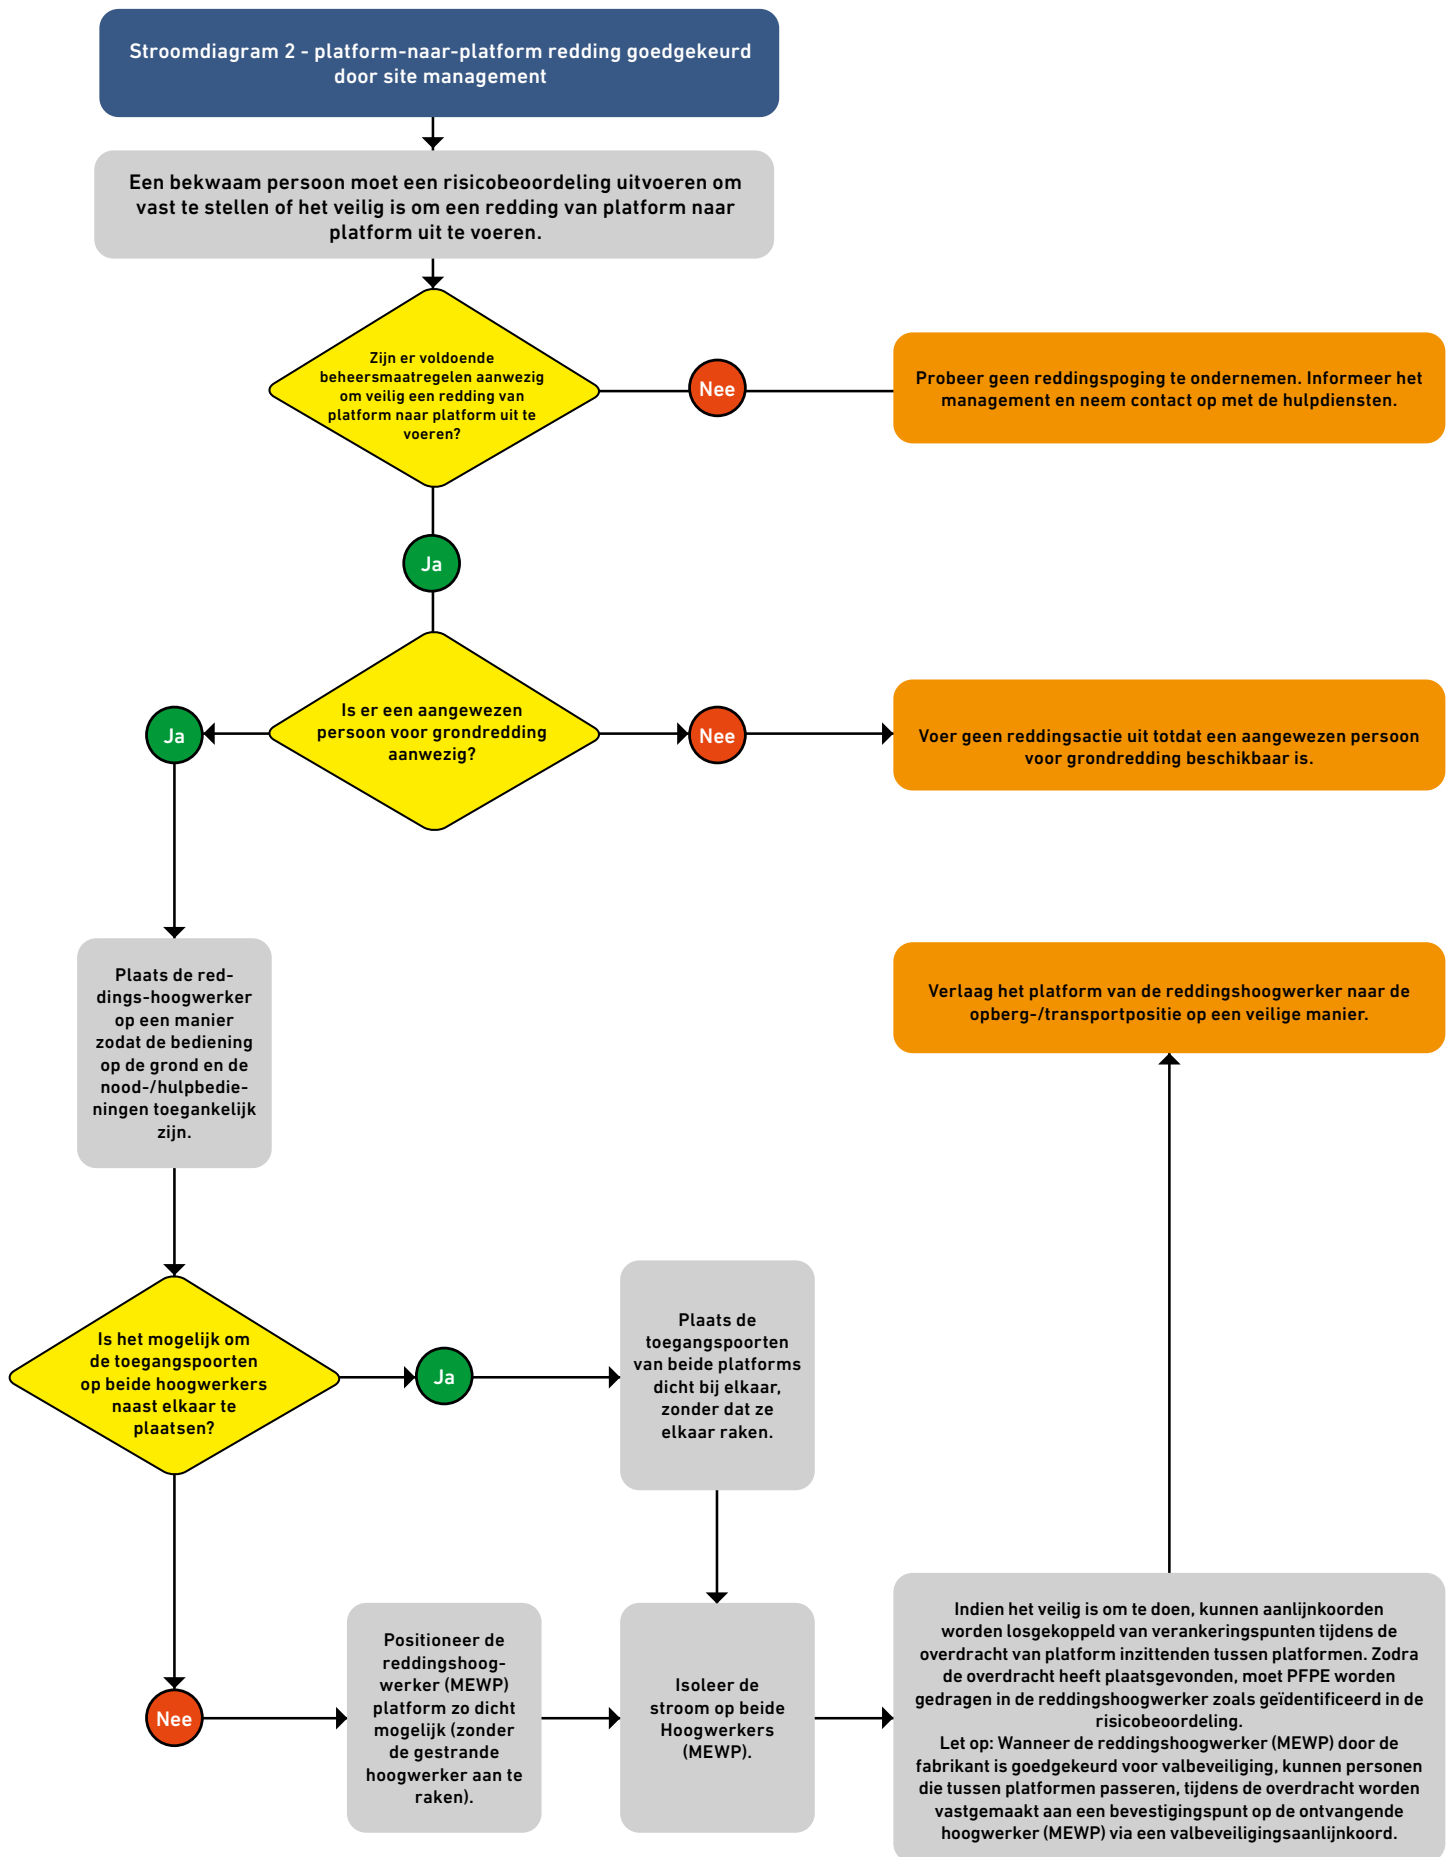 Stroomdiagram 2 - platform-naar-platform redding goedgekeurd
door site management
Een bekwaam persoon moet een risicobeoordeling uitvoeren om
vast te stellen of het veilig is om een redding van platform naar
platform uit te voeren.
Zijn er voldoende
beheersmaatregelen aanwezig
om veilig een redding van
platform naar platform uit te
voeren?
Nee
Probeer geen reddingspoging te ondernemen. Informeer het
management en neem contact op met de hulpdiensten.
Ja
Is er een aangewezen
persoon voor grondredding
aanwezig?
Ja
Nee
Voer geen reddingsactie uit totdat een aangewezen persoon
voor grondredding beschikbaar is.
Plaats de red-
dings-hoogwerker
op een manier
zodat de bediening
op de grond en de
nood-/hulpbedie-
ningen toegankelijk
zijn.
Verlaag het platform van de reddingshoogwerker naar de
opberg-/transportpositie op een veilige manier.
Is het mogelijk om
de toegangspoorten
op beide hoogwerkers
naast elkaar te
plaatsen?
Ja
Plaats de
toegangspoorten
van beide platforms
dicht bij elkaar,
zonder dat ze
elkaar raken.
Nee
Positioneer de
reddingshoog-
werker (MEWP)
platform zo dicht
mogelijk (zonder
de gestrande
hoogwerker aan te
raken).
Isoleer de
stroom op beide
Hoogwerkers
(MEWP).
Indien het veilig is om te doen, kunnen aanlijnkoorden
worden losgekoppeld van verankeringspunten tijdens de
overdracht van platform inzittenden tussen platformen. Zodra
de overdracht heeft plaatsgevonden, moet PFPE worden
gedragen in de reddingshoogwerker zoals geïdentificeerd in de
risicobeoordeling.
Let op: Wanneer de reddingshoogwerker (MEWP) door de
fabrikant is goedgekeurd voor valbeveiliging, kunnen personen
die tussen platformen passeren, tijdens de overdracht worden
vastgemaakt aan een bevestigingspunt op de ontvangende
hoogwerker (MEWP) via een valbeveiligingsaanlijnkoord.